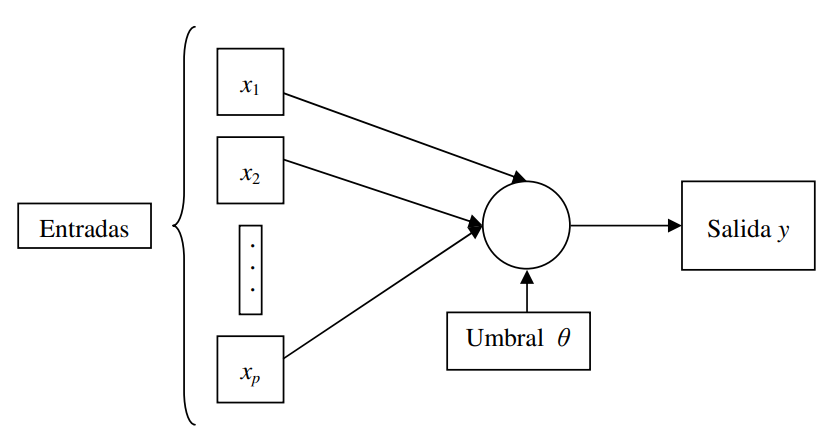 x₁
x₂
Entradas
Salida y
⋮
Umbral θ
xₚ